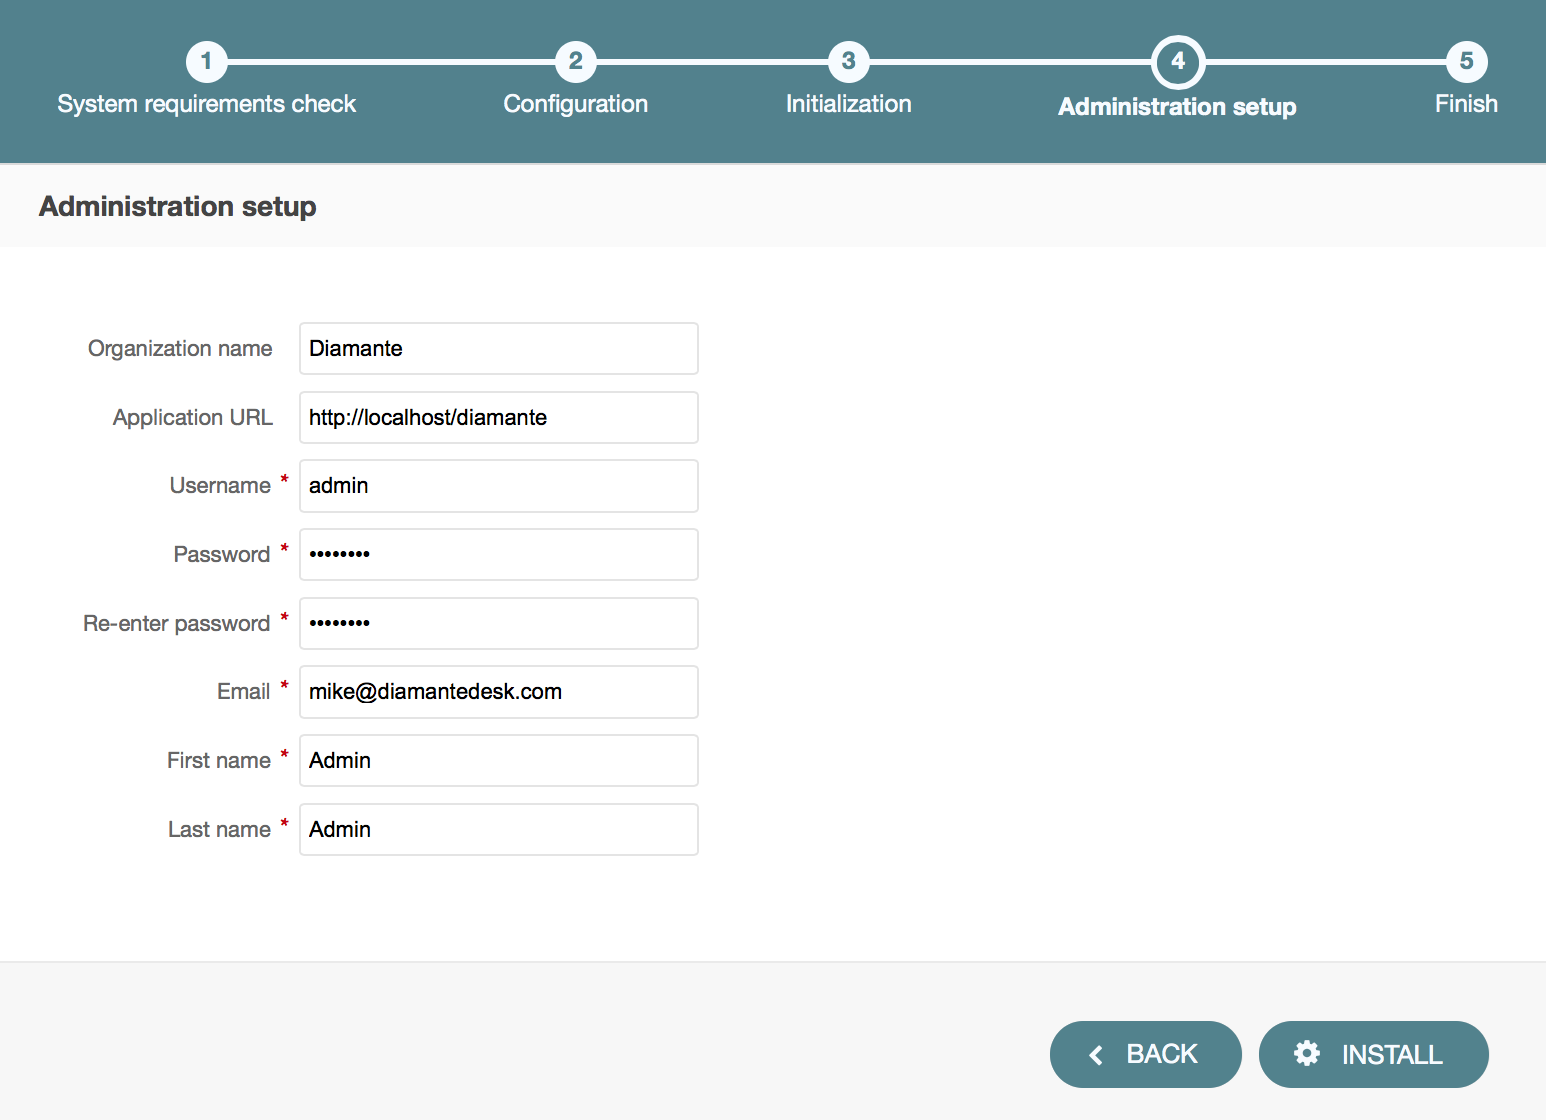 1 2 3 4 5
System requirements check Configuration Initialization Administration setup Finish
Administration setup
Organization name Diamante
Application URL http://localhost/diamante
Username * admin
Password * ••••••••
Re-enter password * ••••••••
Email * mike@diamantedesk.com
First name * Admin
Last name * Admin
BACK INSTALL